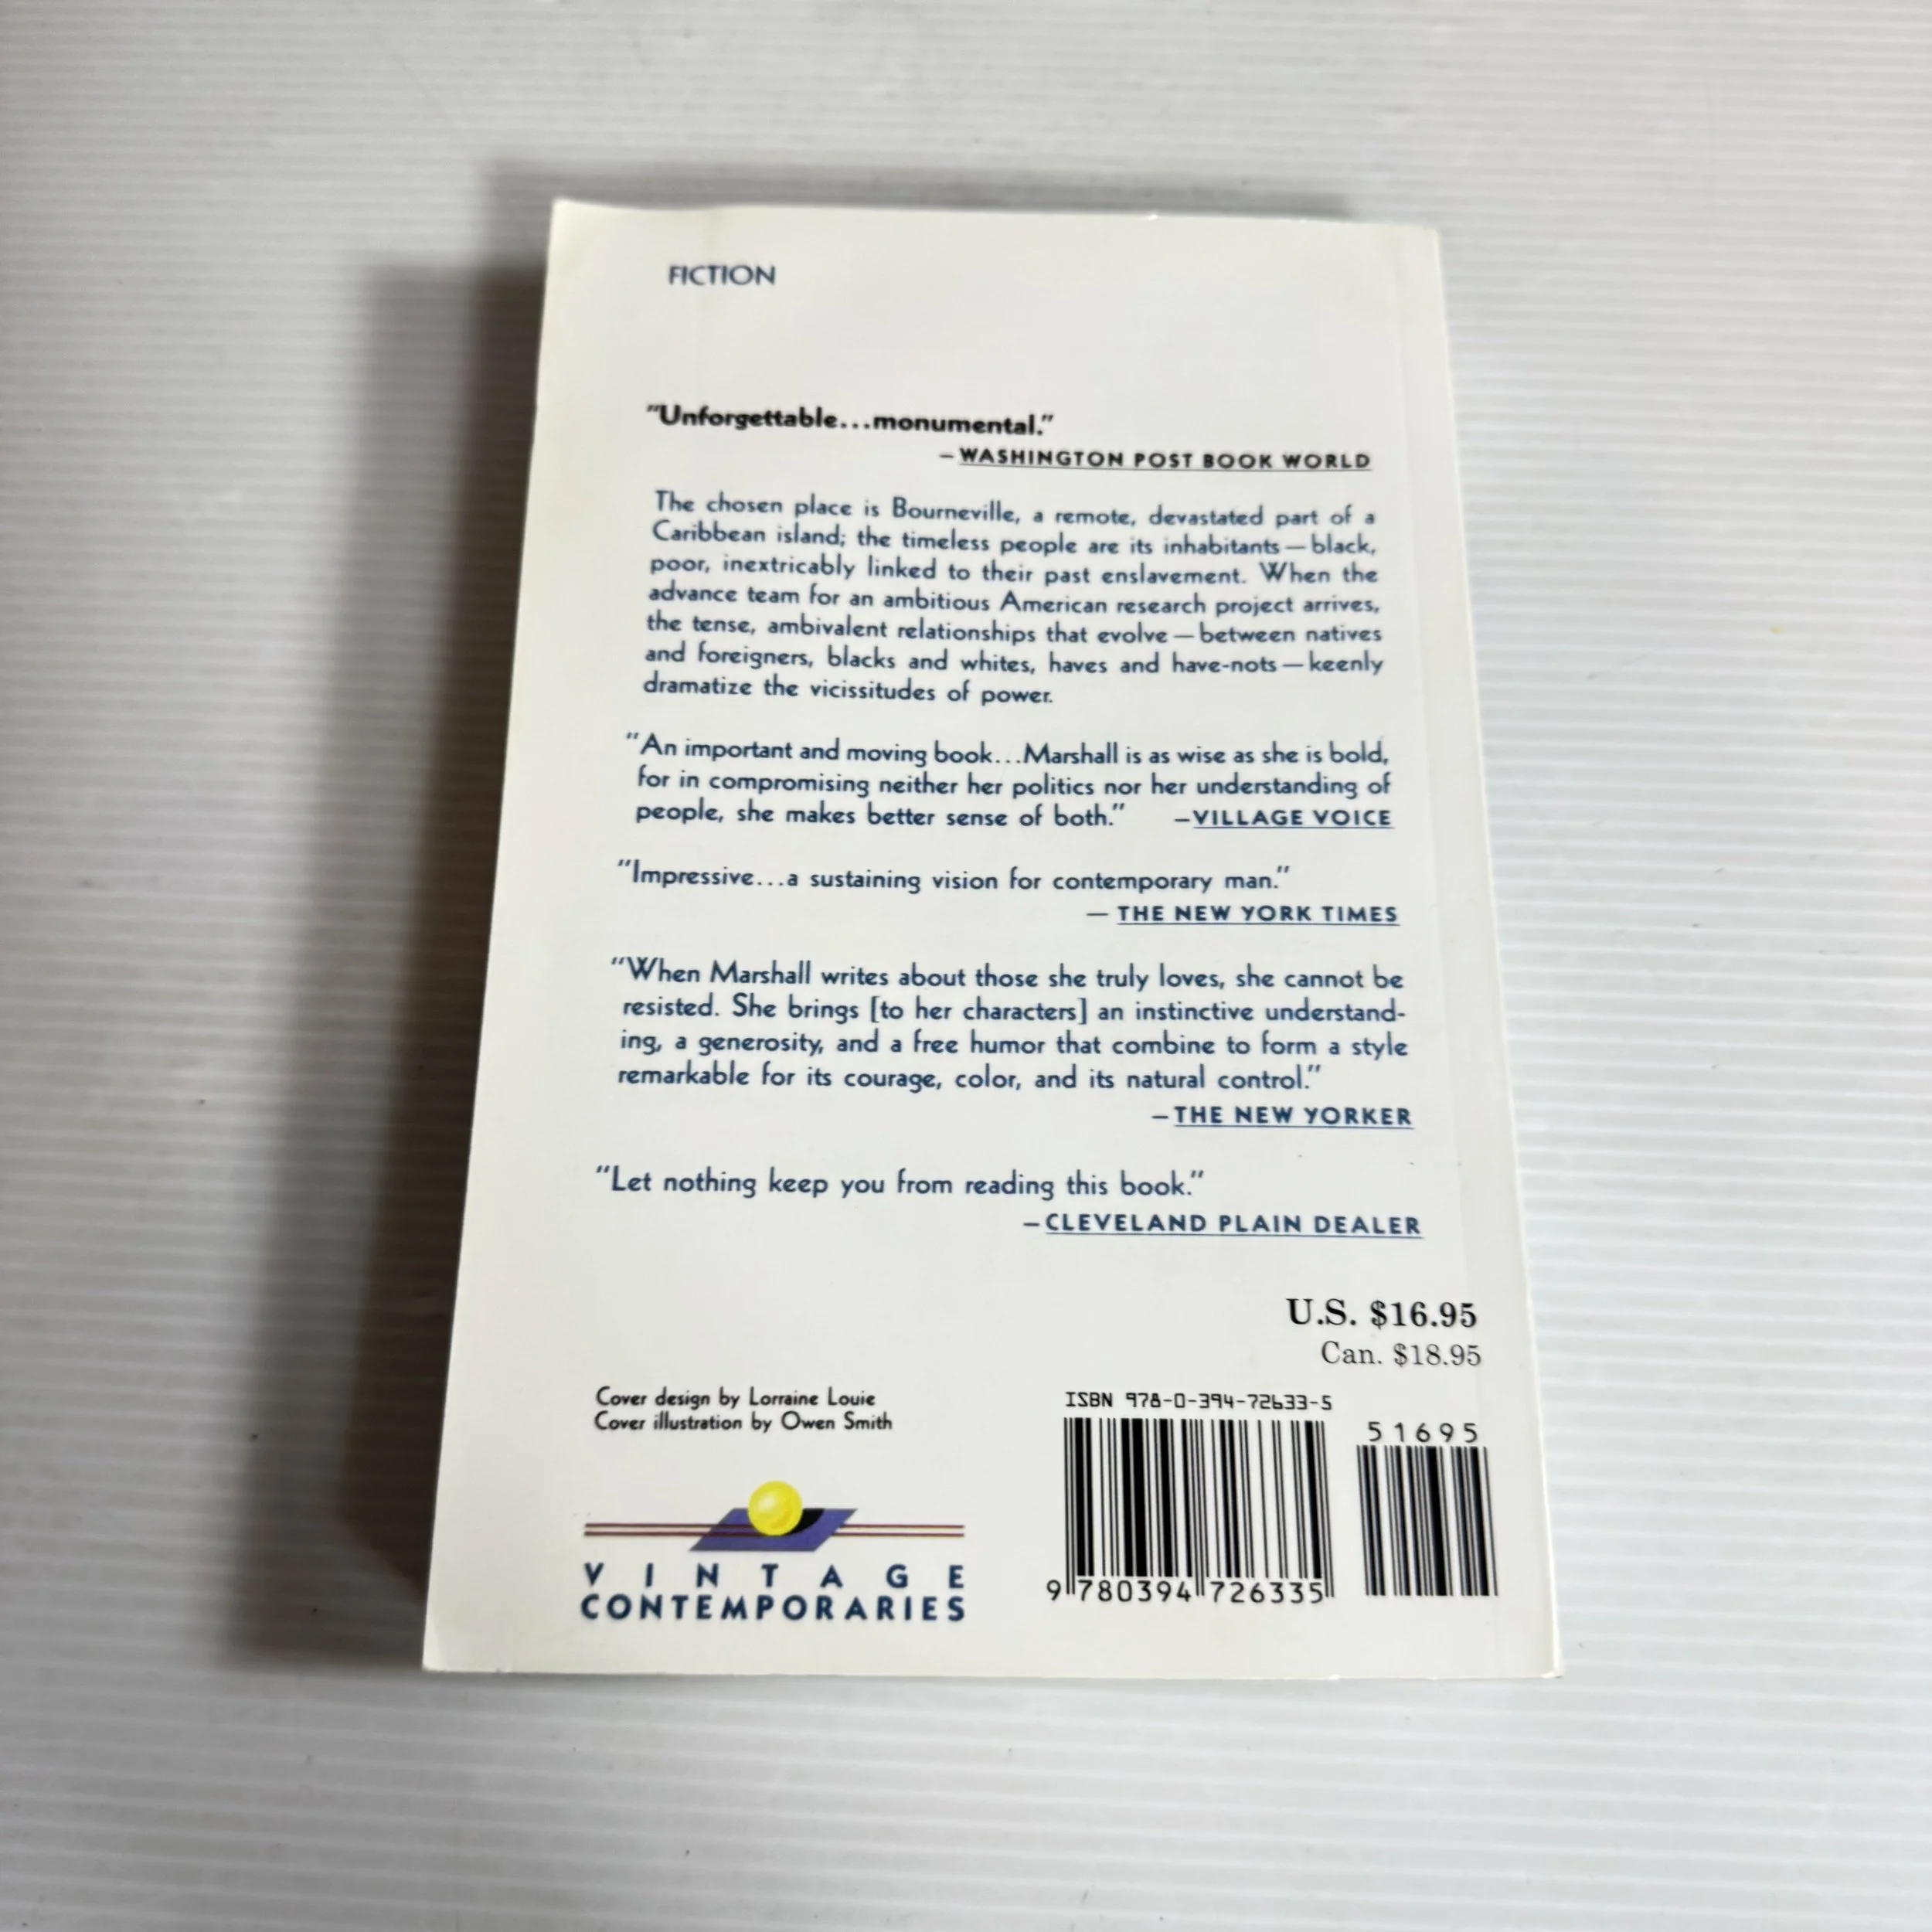 FICTION
"Unforgettable...monumental."
—WASHINGTON POST BOOK WORLD
The chosen place is Bourneville, a remote, devastated part of a
Caribbean island; the timeless people are its inhabitants—black,
poor, inextricably linked to their past enslavement. When the
advance team for an ambitious American research project arrives,
the tense, ambivalent relationships that evolve—between natives
and foreigners, blacks and whites, haves and have-nots—keenly
dramatize the vicissitudes of power.
"An important and moving book...Marshall is as wise as she is bold,
for in compromising neither her politics nor her understanding of
people, she makes better sense of both." —VILLAGE VOICE
"Impressive...a sustaining vision for contemporary man."
— THE NEW YORK TIMES
"When Marshall writes about those she truly loves, she cannot be
resisted. She brings [to her characters] an instinctive understand-
ing, a generosity, and a free humor that combine to form a style
remarkable for its courage, color, and its natural control."
—THE NEW YORKER
"Let nothing keep you from reading this book."
—CLEVELAND PLAIN DEALER
U.S. $16.95
Can. $18.95
Cover design by Lorraine Louie
Cover illustration by Owen Smith
VINTAGE
CONTEMPORARIES
ISBN 978-0-394-72633-5
51695
9 780394 726335